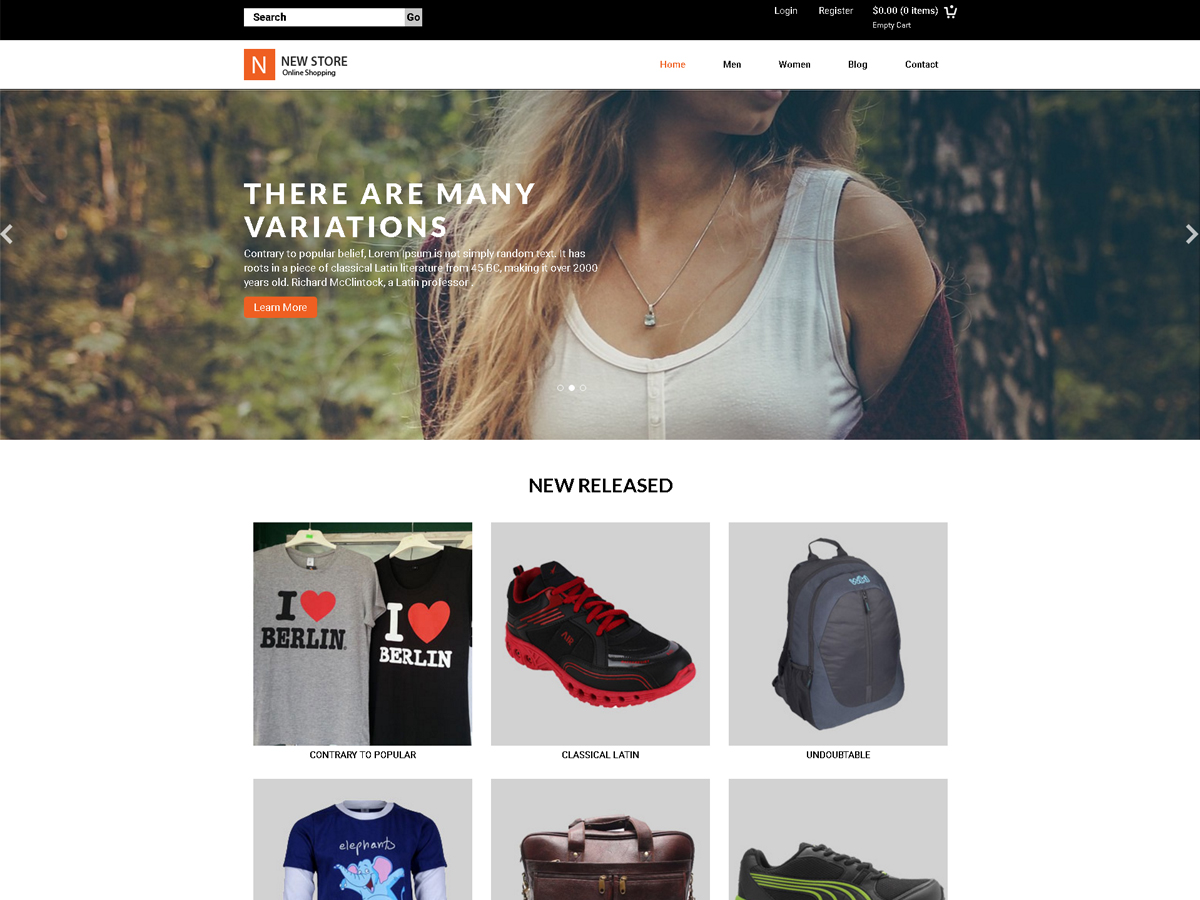 Search Go
Login Register $0.00 (0 items)
Empty Cart
N NEW STORE
Online Shopping
Home Men Women Blog Contact
THERE ARE MANY
VARIATIONS
Contrary to popular belief, Lorem Ipsum is not simply random text. It has
roots in a piece of classical Latin literature from 45 BC, making it over 2000
years old. Richard McClintock, a Latin professor .
Learn More
NEW RELEASED
I
BERLIN
I
BERLIN
AIR
CONTRARY TO POPULAR
CLASSICAL LATIN
UNDOUBTABLE
elephants